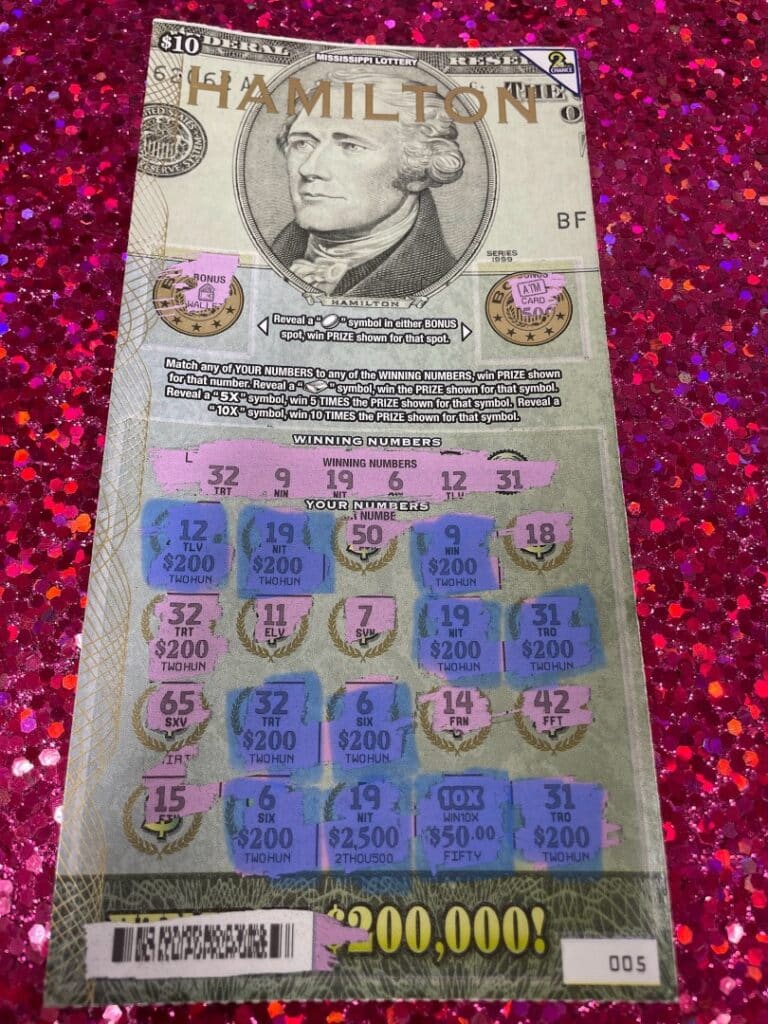 $10
FEDERAL RESERVE
MISSISSIPPI LOTTERY
2ND CHANCE
HAMILTON
THE
BF
SERIES
1999
HAMILTON
BONUS
WALLET
ATM
CARD
500
Reveal a " " symbol in either BONUS
spot, win PRIZE shown for that spot.
Match any of YOUR NUMBERS to any of the WINNING NUMBERS, win PRIZE shown
for that number. Reveal a " " symbol, win the PRIZE shown for that symbol.
Reveal a "5X" symbol, win 5 TIMES the PRIZE shown for that symbol. Reveal a
"10X" symbol, win 10 TIMES the PRIZE shown for that symbol.
WINNING NUMBERS
WINNING NUMBERS
32 9 19 6 12 31
TRT NIN NIT TLV
YOUR NUMBERS
12 19 50 9 18
TLV NIT NIN
$200 $200 $200
TWOHUN TWOHUN TWOHUN
32 11 7 19 31
TRT ELV SVN NIT TRO
$200 $200 $200
TWOHUN TWOHUN TWOHUN
65 32 6 14 42
SXV TRT SIX FRN FFT
$200 $200
TWOHUN TWOHUN
15 6 19 10X 31
SIX NIT WIN10X TRO
$200 $2,500 $50.00 $200
TWOHUN 2THOU500 FIFTY TWOHUN
$200,000!
005